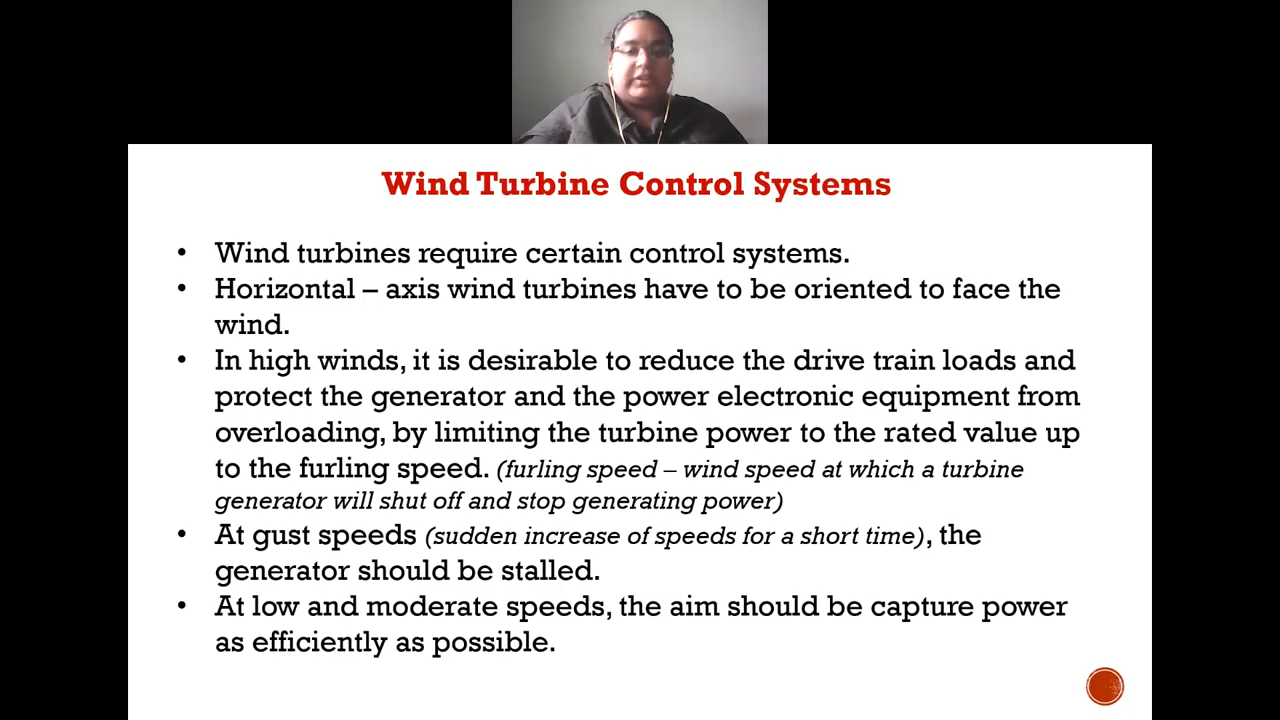 Wind Turbine Control Systems
• Wind turbines require certain control systems.
• Horizontal – axis wind turbines have to be oriented to face the
wind.
• In high winds, it is desirable to reduce the drive train loads and
protect the generator and the power electronic equipment from
overloading, by limiting the turbine power to the rated value up
to the furling speed. (furling speed – wind speed at which a turbine
generator will shut off and stop generating power)
• At gust speeds (sudden increase of speeds for a short time), the
generator should be stalled.
• At low and moderate speeds, the aim should be capture power
as efficiently as possible.